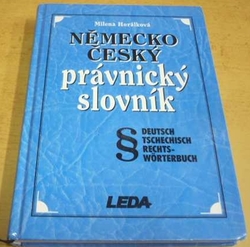 Milena Horálková
NĚMECKO
ČESKÝ
právnický
slovník
§
DEUTSCH
TSCHECHISCH
RECHTS-
WÖRTERBUCH
LEDA